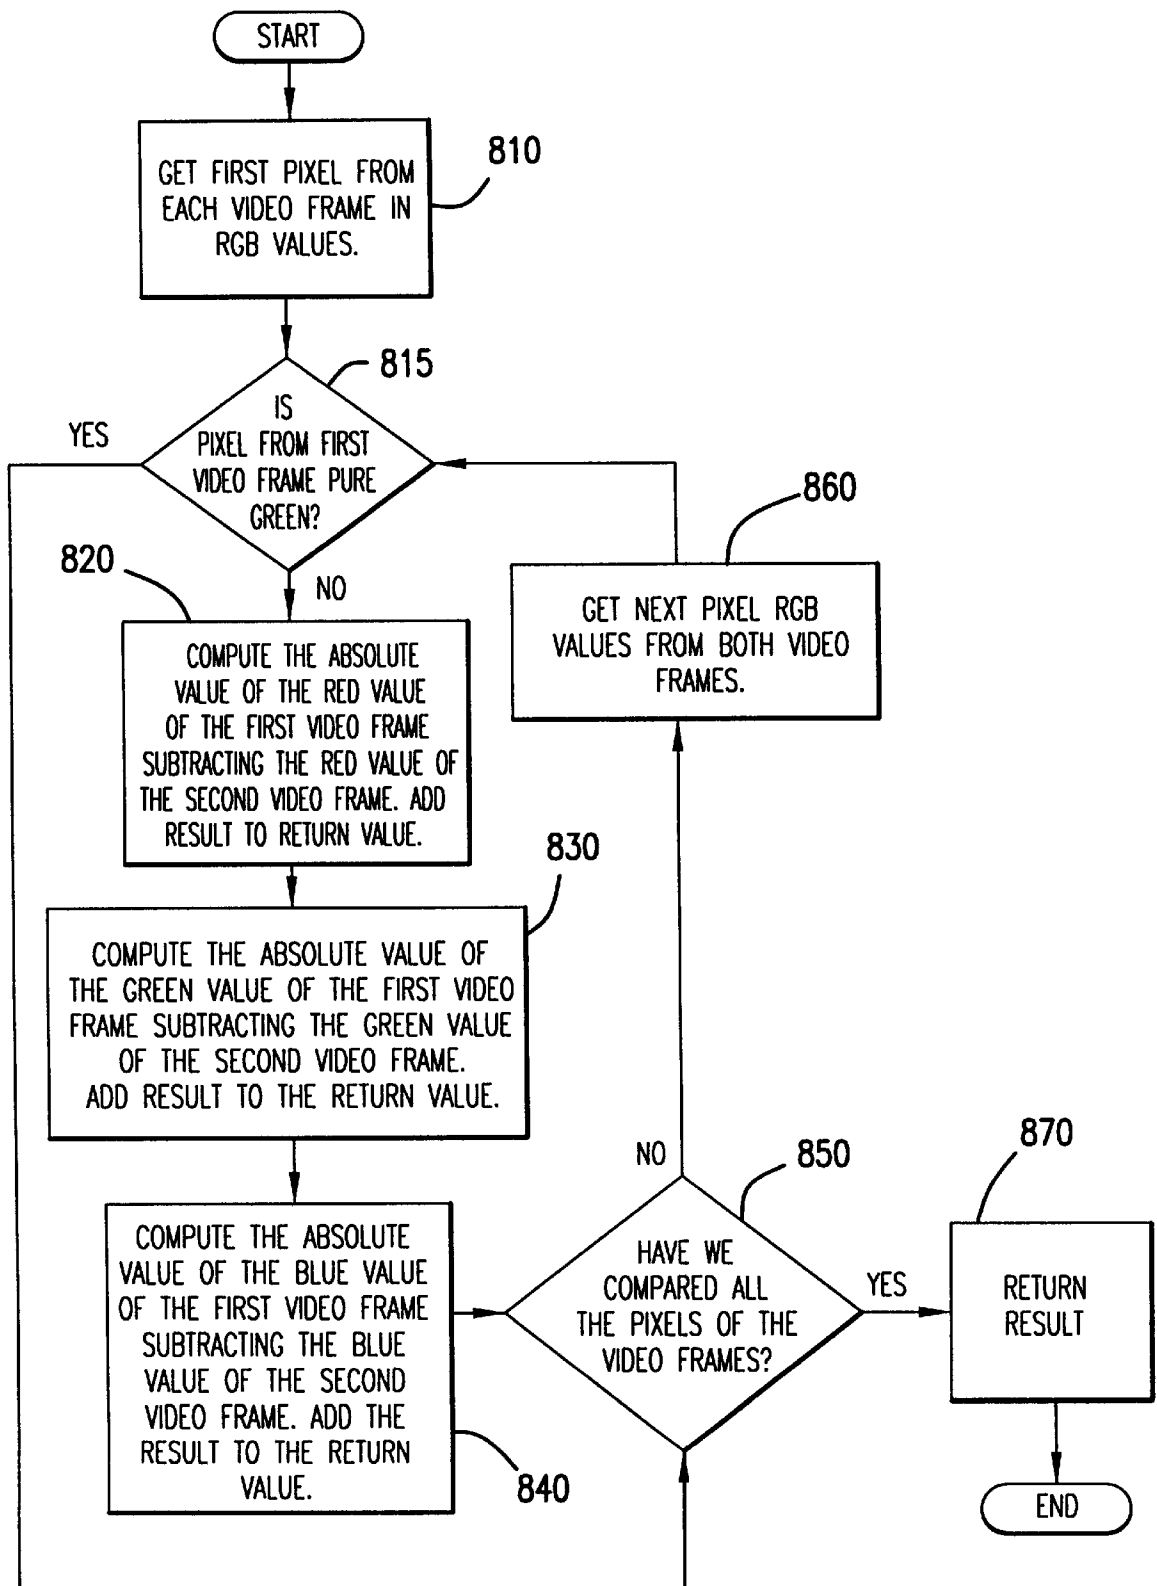 START
810
GET FIRST PIXEL FROM
EACH VIDEO FRAME IN
RGB VALUES.
815
IS
PIXEL FROM FIRST
VIDEO FRAME PURE
GREEN?
YES
NO
820
COMPUTE THE ABSOLUTE
VALUE OF THE RED VALUE
OF THE FIRST VIDEO FRAME
SUBTRACTING THE RED VALUE OF
THE SECOND VIDEO FRAME. ADD
RESULT TO RETURN VALUE.
860
GET NEXT PIXEL RGB
VALUES FROM BOTH VIDEO
FRAMES.
830
COMPUTE THE ABSOLUTE VALUE OF
THE GREEN VALUE OF THE FIRST VIDEO
FRAME SUBTRACTING THE GREEN VALUE
OF THE SECOND VIDEO FRAME.
ADD RESULT TO THE RETURN VALUE.
COMPUTE THE ABSOLUTE
VALUE OF THE BLUE VALUE
OF THE FIRST VIDEO FRAME
SUBTRACTING THE BLUE
VALUE OF THE SECOND
VIDEO FRAME. ADD THE
RESULT TO THE RETURN
VALUE.
840
NO
850
HAVE WE
COMPARED ALL
THE PIXELS OF THE
VIDEO FRAMES?
YES
870
RETURN
RESULT
END